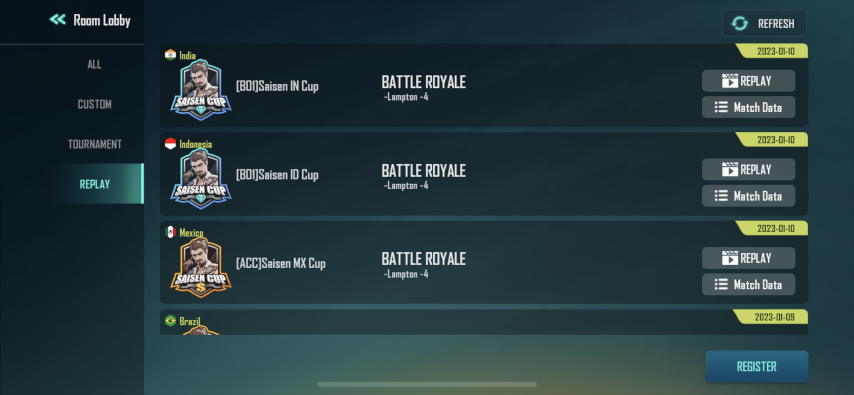 Room Lobby
REFRESH
ALL
CUSTOM
TOURNAMENT
REPLAY
India
2023-01-10
SAISEN CUP
[BO1]Saisen IN Cup
BATTLE ROYALE
-Lampton -4
REPLAY
Match Data
Indonesia
2023-01-10
SAISEN CUP
[BO1]Saisen ID Cup
BATTLE ROYALE
-Lampton -4
REPLAY
Match Data
Mexico
2023-01-10
SAISEN CUP
$
[ACC]Saisen MX Cup
BATTLE ROYALE
-Lampton -4
REPLAY
Match Data
Brazil
2023-01-09
REGISTER